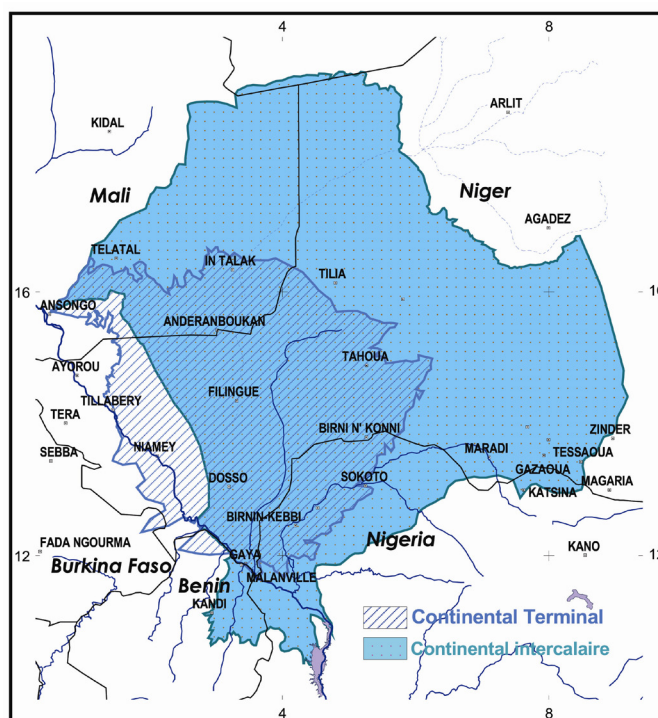 4 8
ARLIT
KIDAL
Mali
Niger
AGADEZ
TELATAL
IN TALAK
TILIA
16
ANSONGO
ANDERANBOUKAN
TAHOUA
AYOROU
FILINGUE
TILLABERY
TERA
BIRNI N' KONNI
ZINDER
NIAMEY
MARADI
SEBBA
TESSAOUA
GAZAOUA
DOSSO
SOKOTO
MAGARIA
KATSINA
BIRNIN-KEBBI
Nigeria
FADA NGOURMA
12
GAYA
KANO
Burkina Faso
Benin
MALANVILLE
KANDI
Continental Terminal
Continental intercalaire
4 8